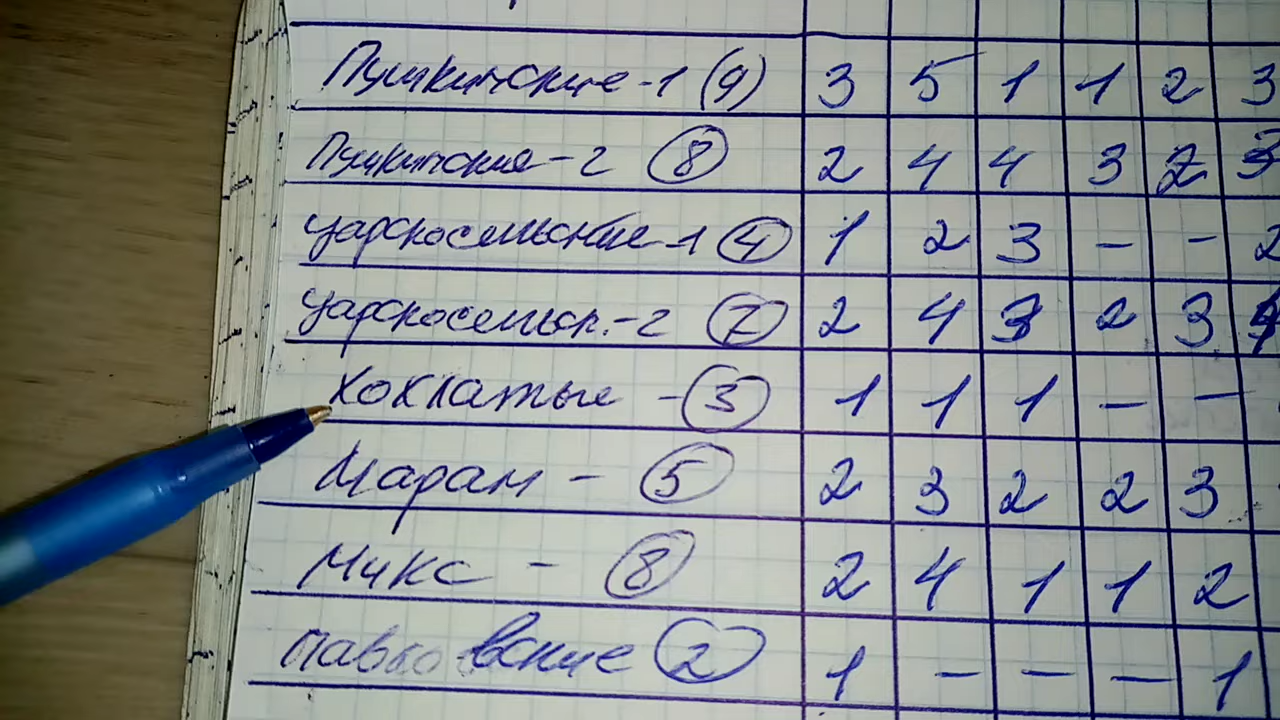 Пушкинские-1 (9) 3 5 1 1 2 3
Пушкинские-2 (8) 2 4 4 3 2 3
Царскосельские-1 (4) 1 2 3 - - 2
Царскосельск.-2 (7) 2 4 3 2 3
Хохлатые - (3) 1 1 1 - -
Маран - (5) 2 3 2 2 3
Микс - (8) 2 4 1 1 2
павловские (2) 1 - - - 1